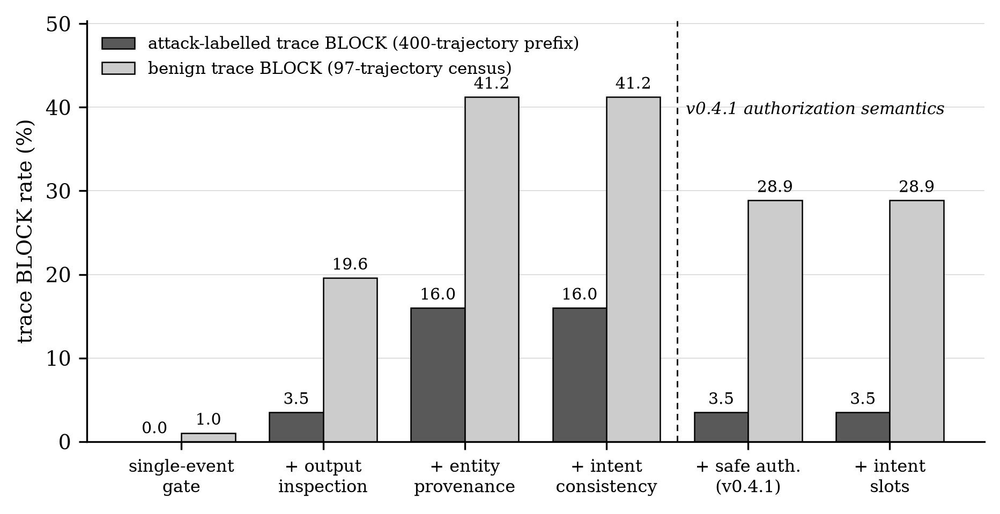 50
attack-labelled trace BLOCK (400-trajectory prefix)
benign trace BLOCK (97-trajectory census)
41.2
41.2
40
v0.4.1 authorization semantics
trace BLOCK rate (%)
30
28.9
28.9
20
19.6
16.0
16.0
10
3.5
3.5
3.5
1.0
0.0
0
single-event
gate
+ output
inspection
+ entity
provenance
+ intent
consistency
+ safe auth.
(v0.4.1)
+ intent
slots